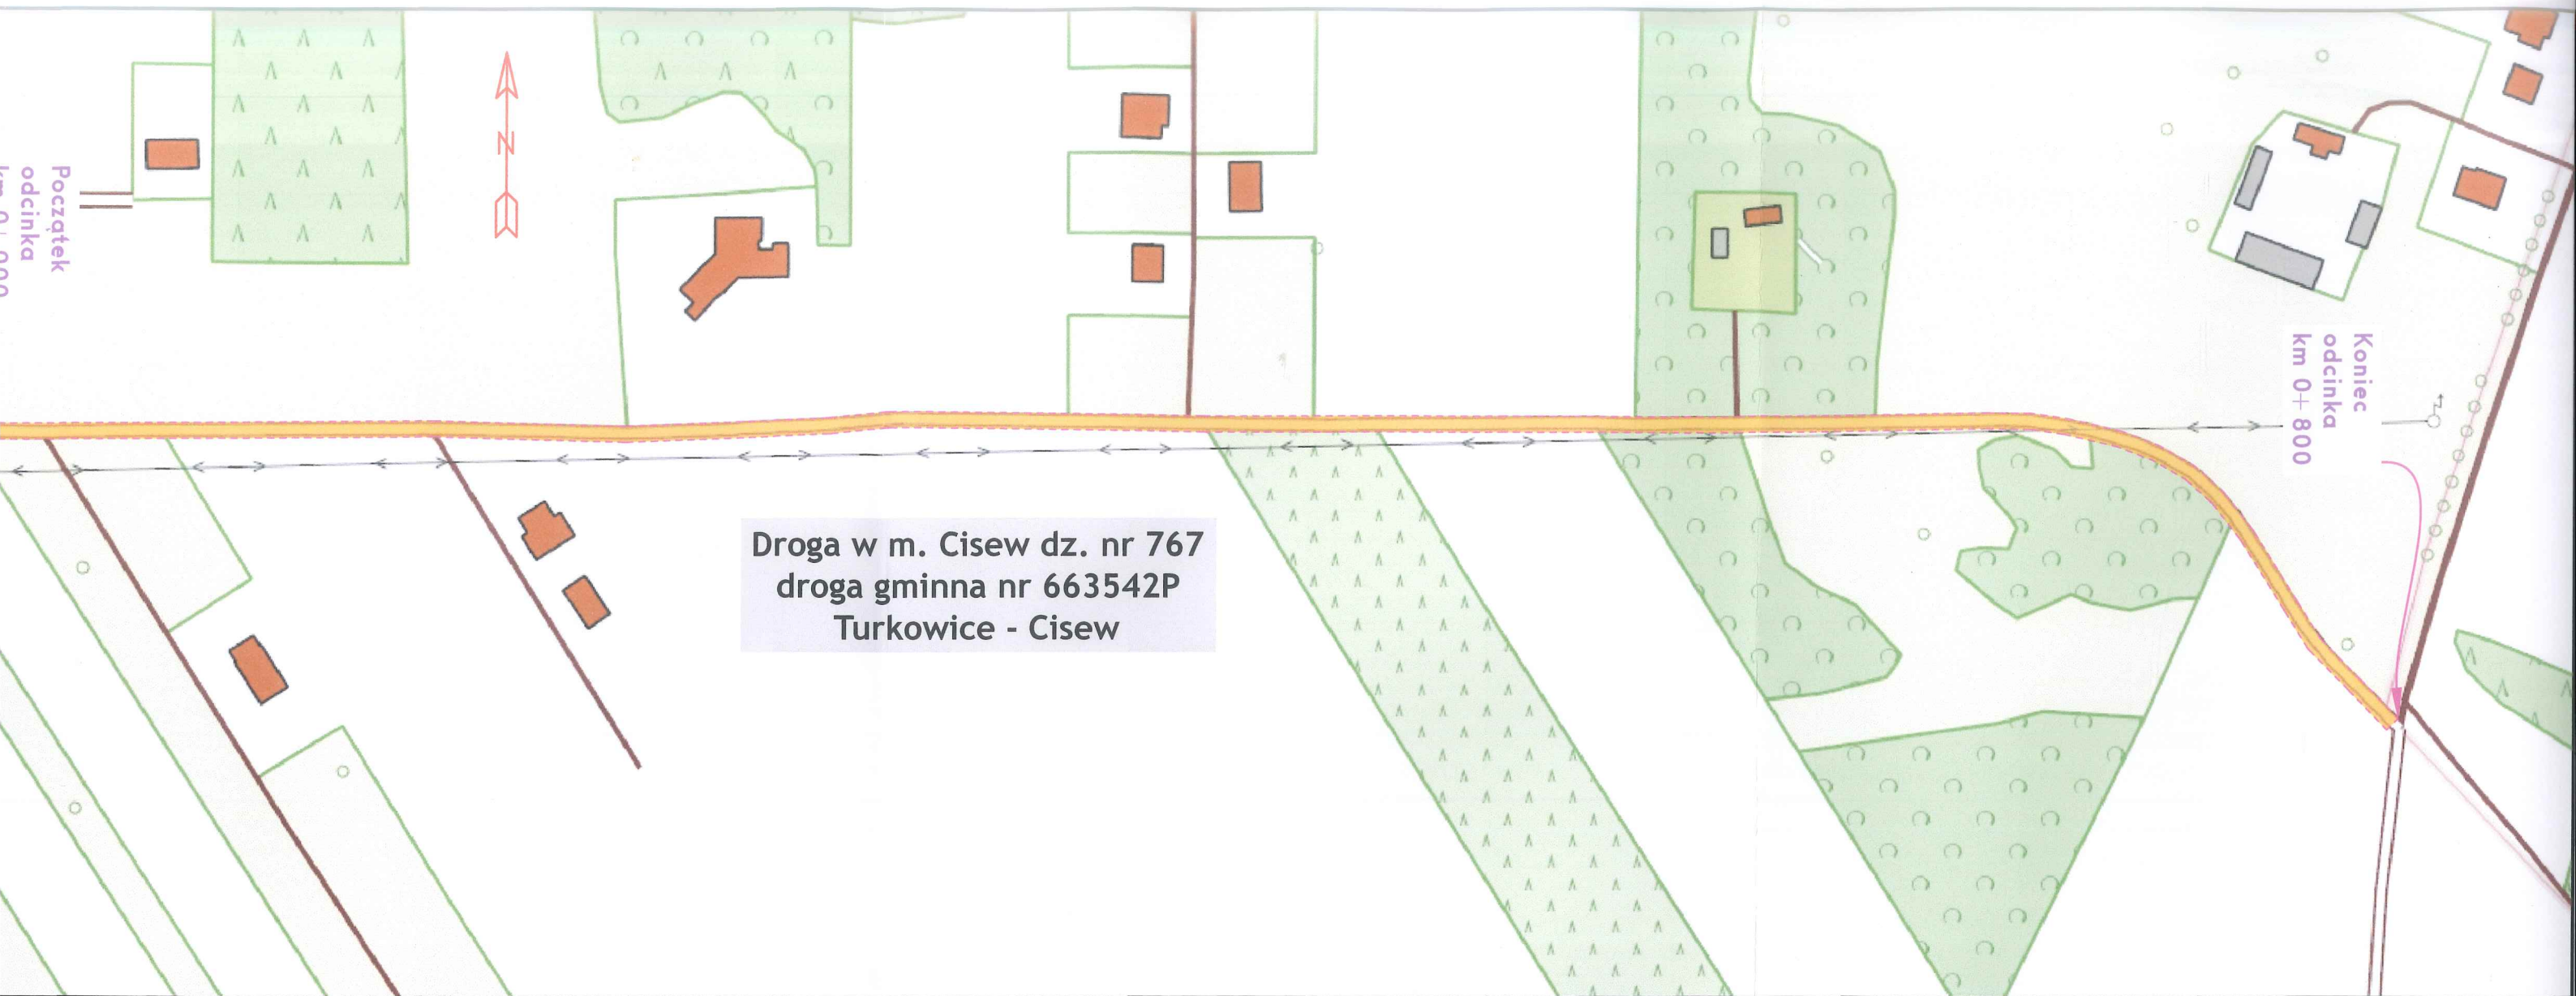 Początek
odcinka
N
Droga w m. Cisew dz. nr 767
droga gminna nr 663542P
Turkowice - Cisew
Koniec
odcinka
km 0+800